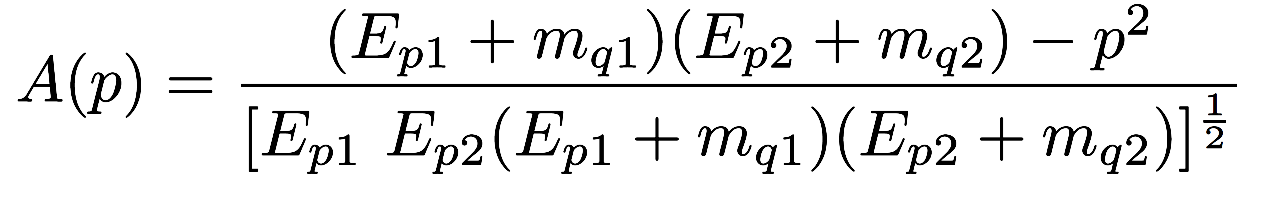 A(p) = \frac{(E_{p1} + m_{q1})(E_{p2} + m_{q2}) - p^2}{[E_{p1} \ E_{p2}(E_{p1} + m_{q1})(E_{p2} + m_{q2})]^{\frac{1}{2}}}